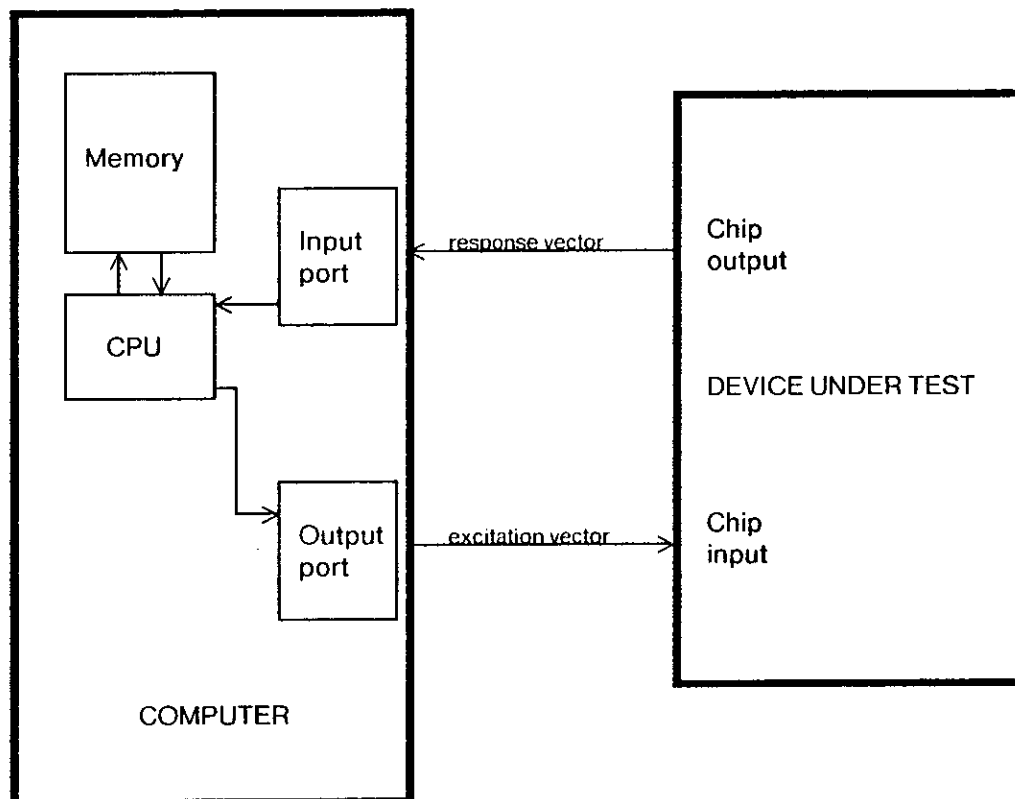 Memory
Input
port
response vector
Chip
output
CPU
DEVICE UNDER TEST
Output
port
excitation vector
Chip
input
COMPUTER